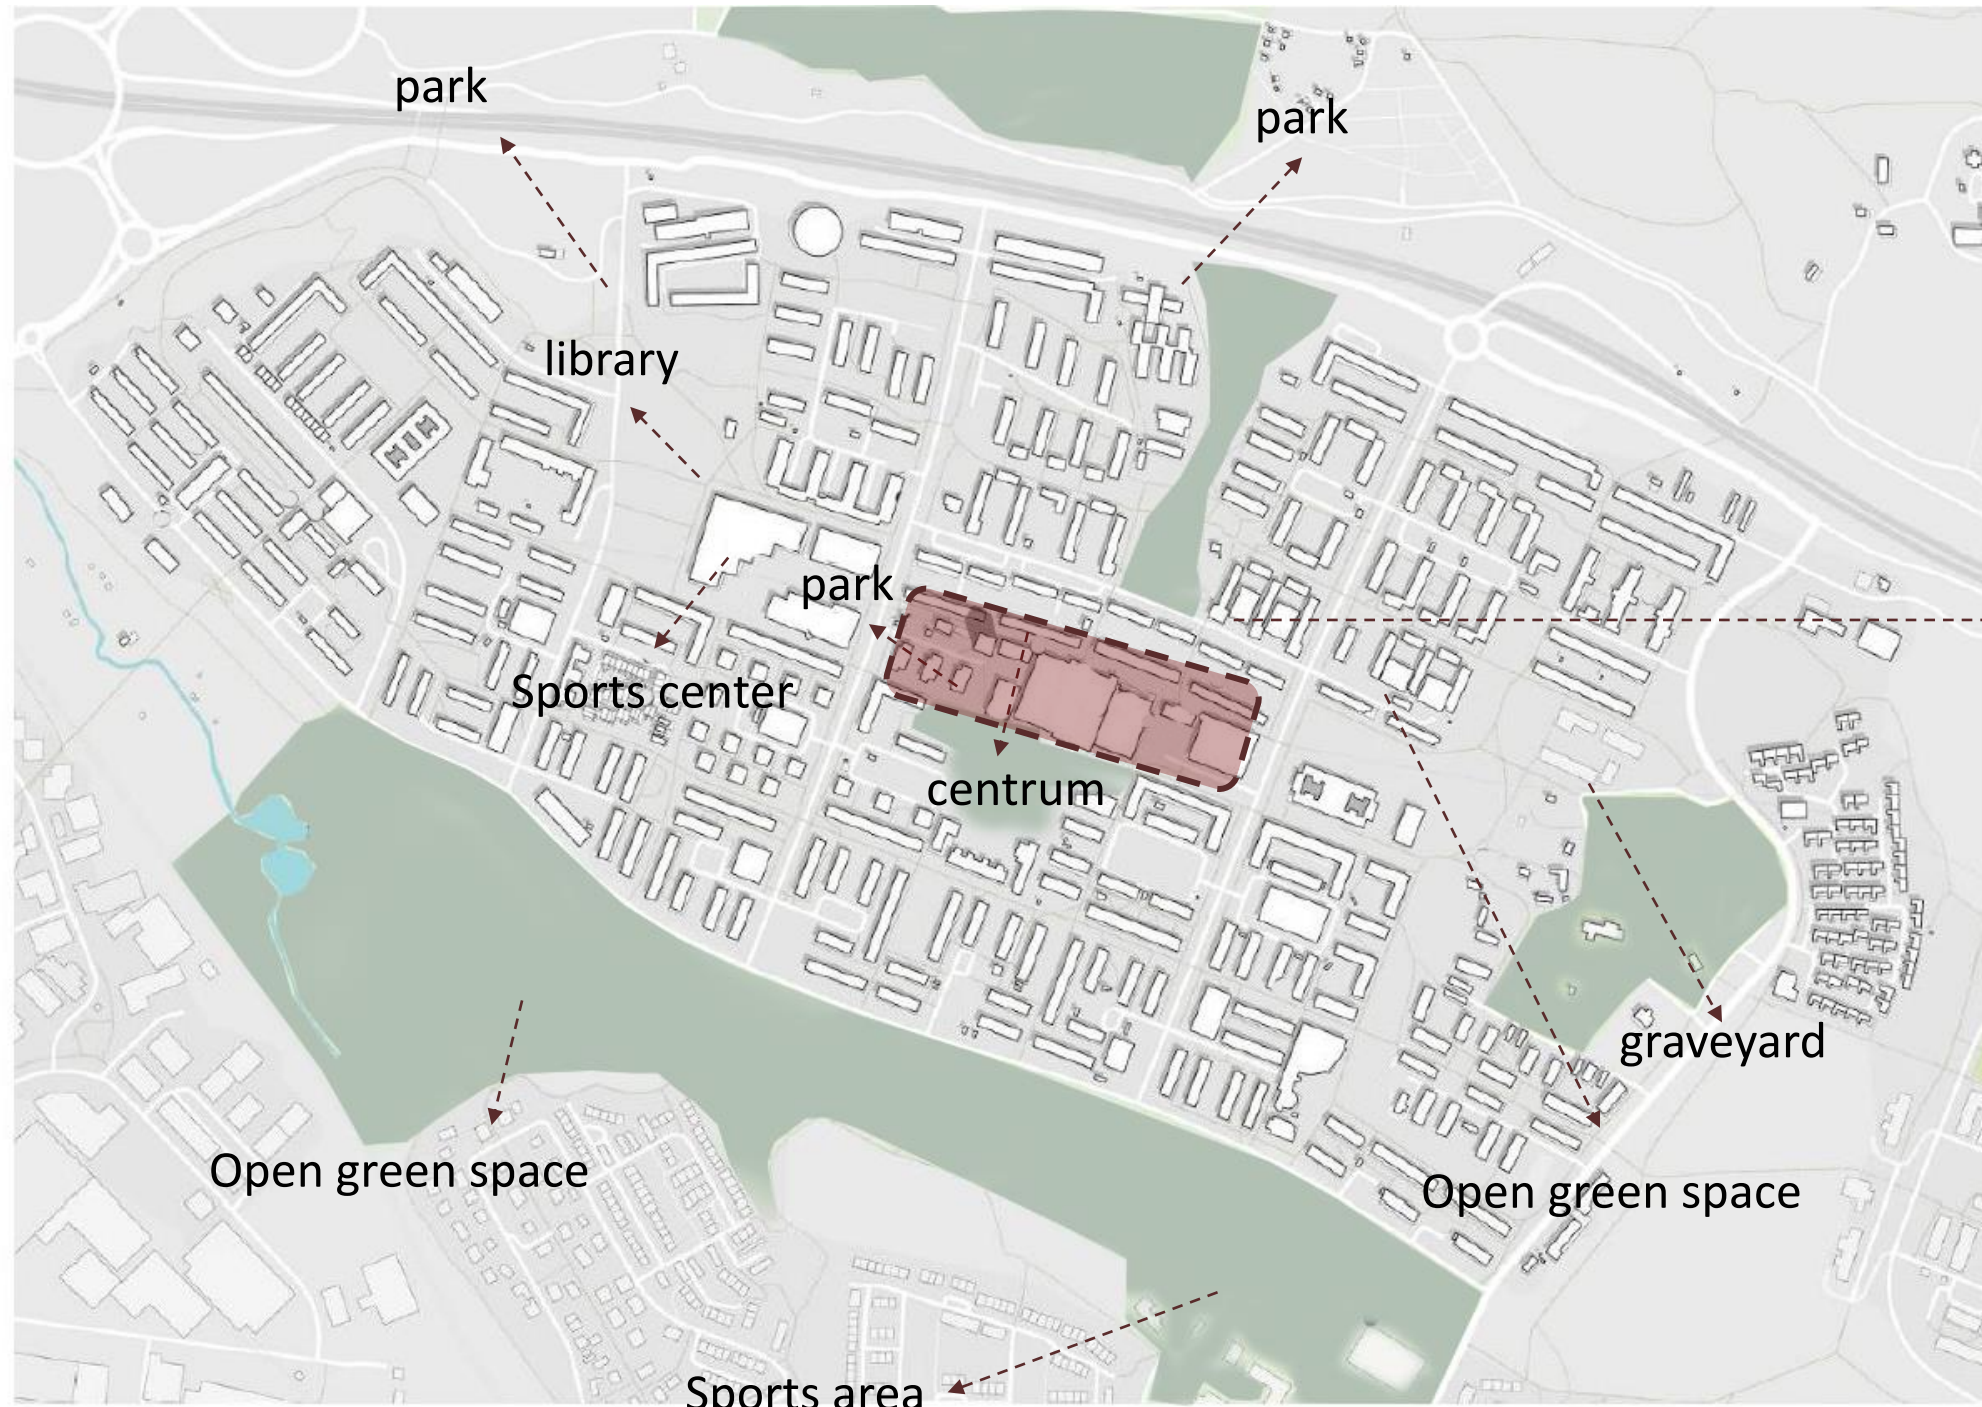 park
park
library
park
Sports center
centrum
graveyard
Open green space
Open green space
Sports area